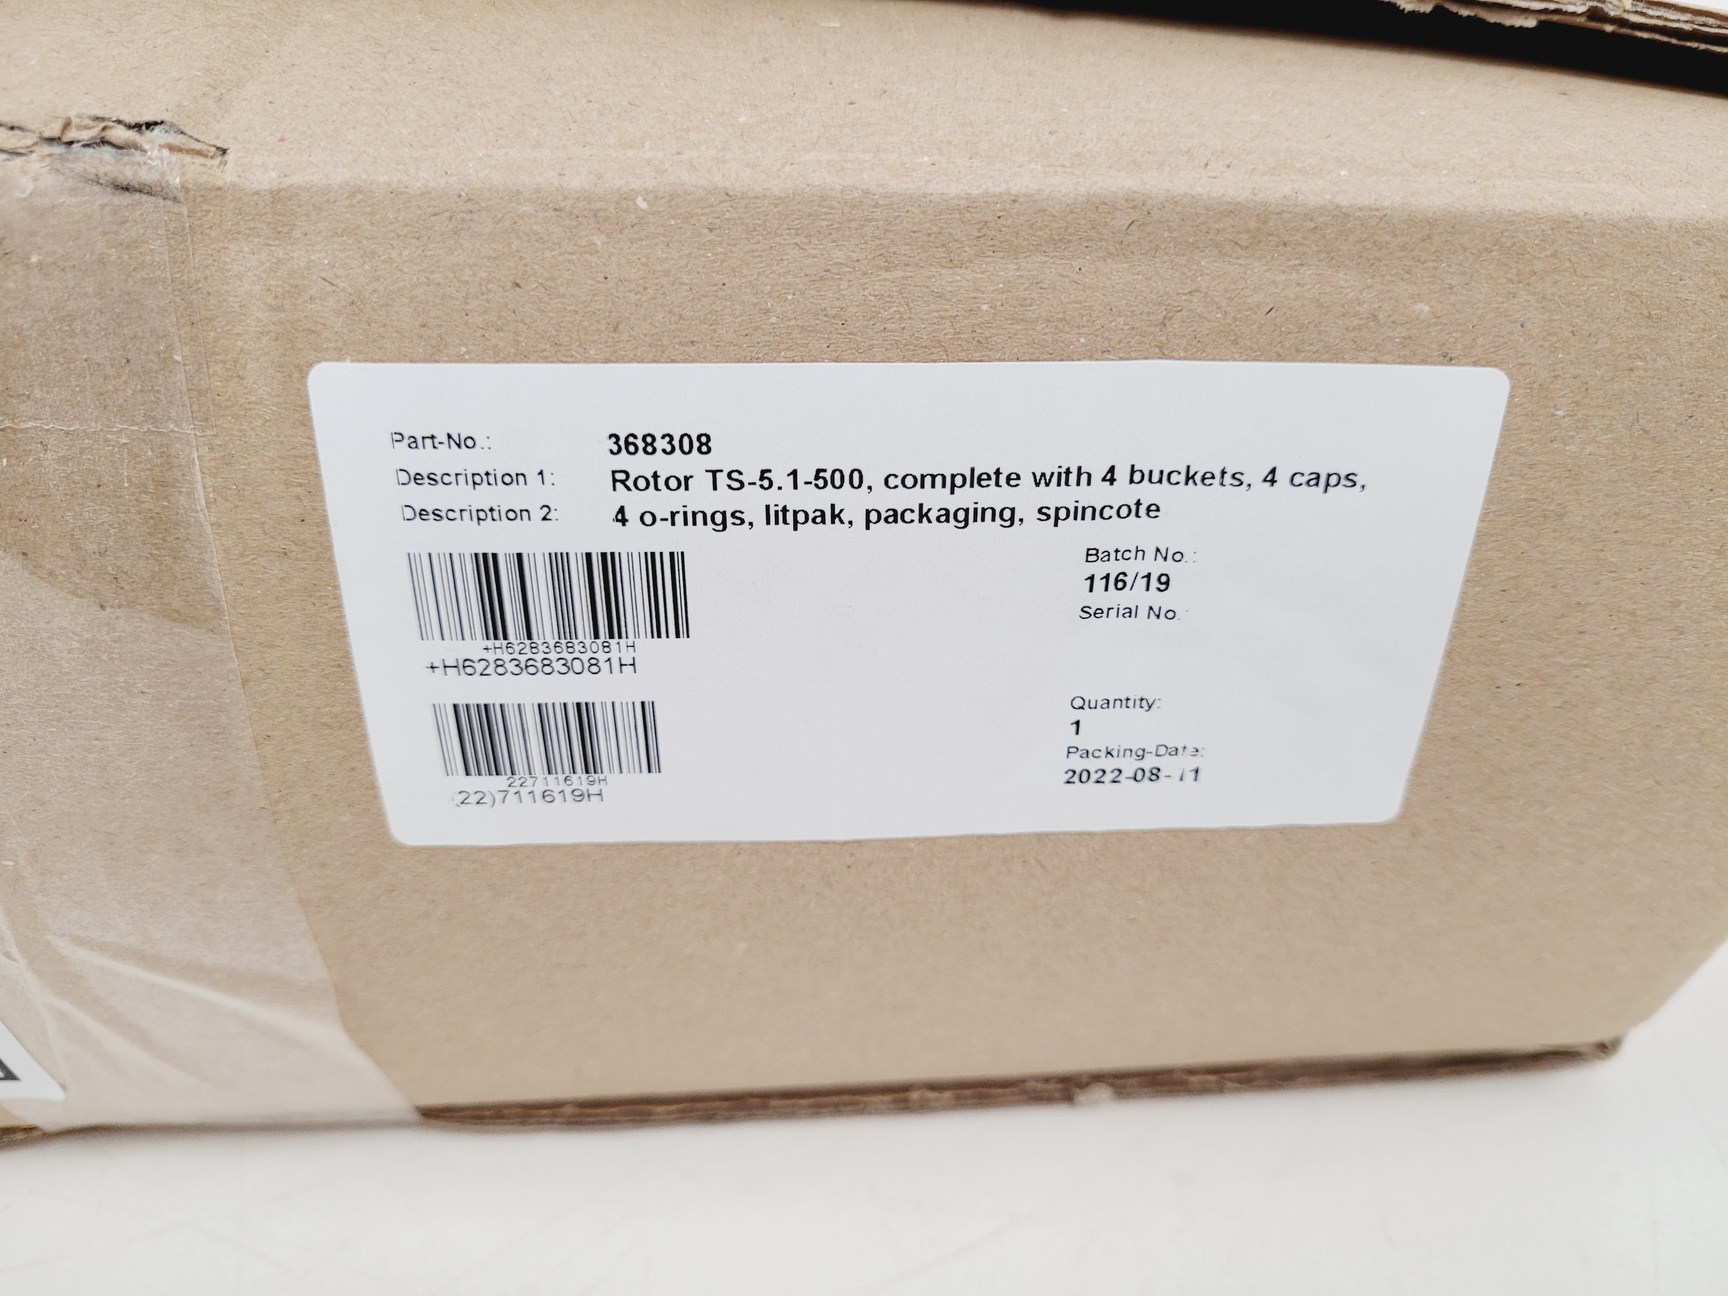 Part-No.: 368308
Description 1: Rotor TS-5.1-500, complete with 4 buckets, 4 caps,
Description 2: 4 o-rings, litpak, packaging, spincote
Batch No.:
116/19
Serial No.
+H6283683081H
+H6283683081H
Quantity:
1
Packing-Date:
2022-08-11
22711619H
(22)711619H